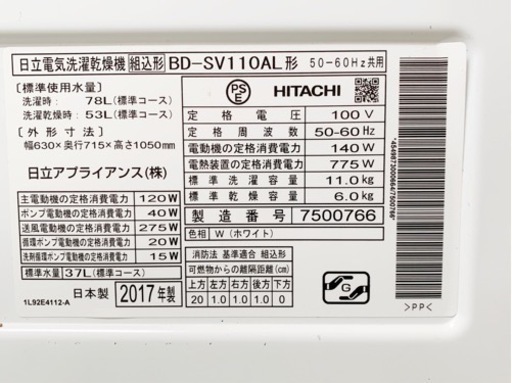 日立電気洗濯乾燥機 組込形 BD-SV110AL形 50-60Hz共用
〔標準使用水量〕
洗濯時: 78L(標準コース)
洗濯乾燥時: 53L(標準コース)
〔外形寸法〕
幅630×奥行715×高さ1050mm
日立アプライアンス(株)
主電動機の定格消費電力 120W
ポンプ電動機の定格消費電力 40W
送風電動機の定格消費電力 275W
循環ポンプ電動機の定格消費電力 20W
洗剤循環ポンプ電動機の定格消費電力 15W
標準水量 37L(標準コース)
1L92E4112-A
日本製 2017年製
PSE HITACHI
定格電圧 100V
定格周波数 50-60Hz
電動機の定格消費電力 140W
電熱装置の定格消費電力 775W
標準洗濯容量 11.0kg
標準乾燥容量 6.0kg
製造番号 7500766
色相 W(ホワイト)
消防法 基準適合 組込形
可燃物からの離隔距離(cm)
上方 左方 右方 前方 後方 下方
20 1.0 1.0 0 1.0 0
G
>PP<